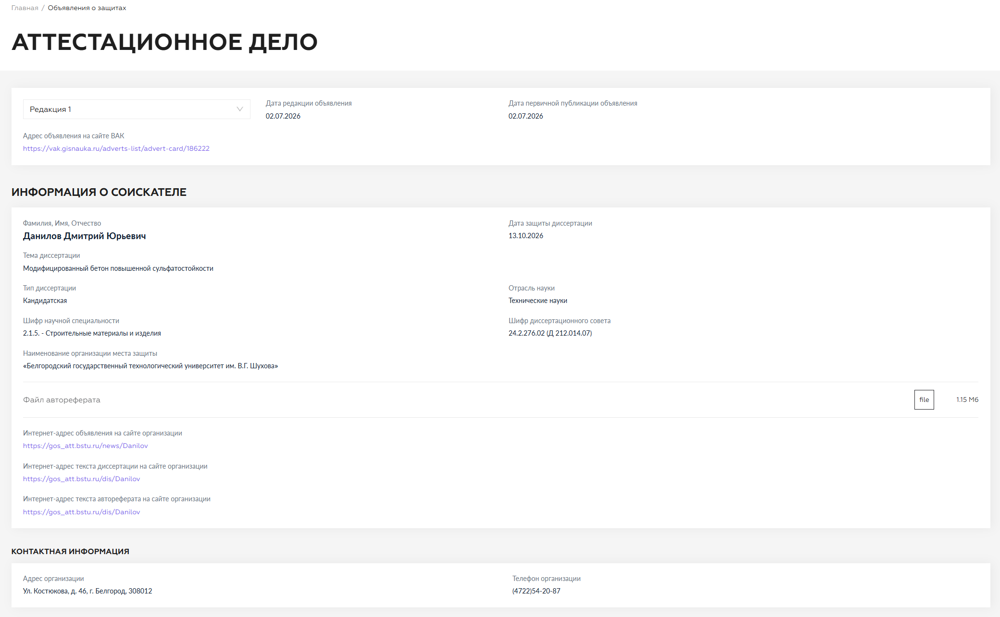 Главная / Объявления о защитах
АТТЕСТАЦИОННОЕ ДЕЛО
Редакция 1
Дата редакции объявления
02.07.2026
Дата первичной публикации объявления
02.07.2026
Адрес объявления на сайте ВАК
https://vak.gisnauka.ru/adverts-list/advert-card/186222
ИНФОРМАЦИЯ О СОИСКАТЕЛЕ
Фамилия, Имя, Отчество
Данилов Дмитрий Юрьевич
Дата защиты диссертации
13.10.2026
Тема диссертации
Модифицированный бетон повышенной сульфатостойкости
Тип диссертации
Кандидатская
Отрасль науки
Технические науки
Шифр научной специальности
2.1.5. - Строительные материалы и изделия
Шифр диссертационного совета
24.2.276.02 (Д 212.014.07)
Наименование организации места защиты
«Белгородский государственный технологический университет им. В.Г. Шухова»
Файл автореферата
file
1.15 Мб
Интернет-адрес объявления на сайте организации
https://gos_att.bstu.ru/news/Danilov
Интернет-адрес текста диссертации на сайте организации
https://gos_att.bstu.ru/dis/Danilov
Интернет-адрес текста автореферата на сайте организации
https://gos_att.bstu.ru/dis/Danilov
КОНТАКТНАЯ ИНФОРМАЦИЯ
Адрес организации
Ул. Костюкова, д. 46, г. Белгород, 308012
Телефон организации
(4722)54-20-87